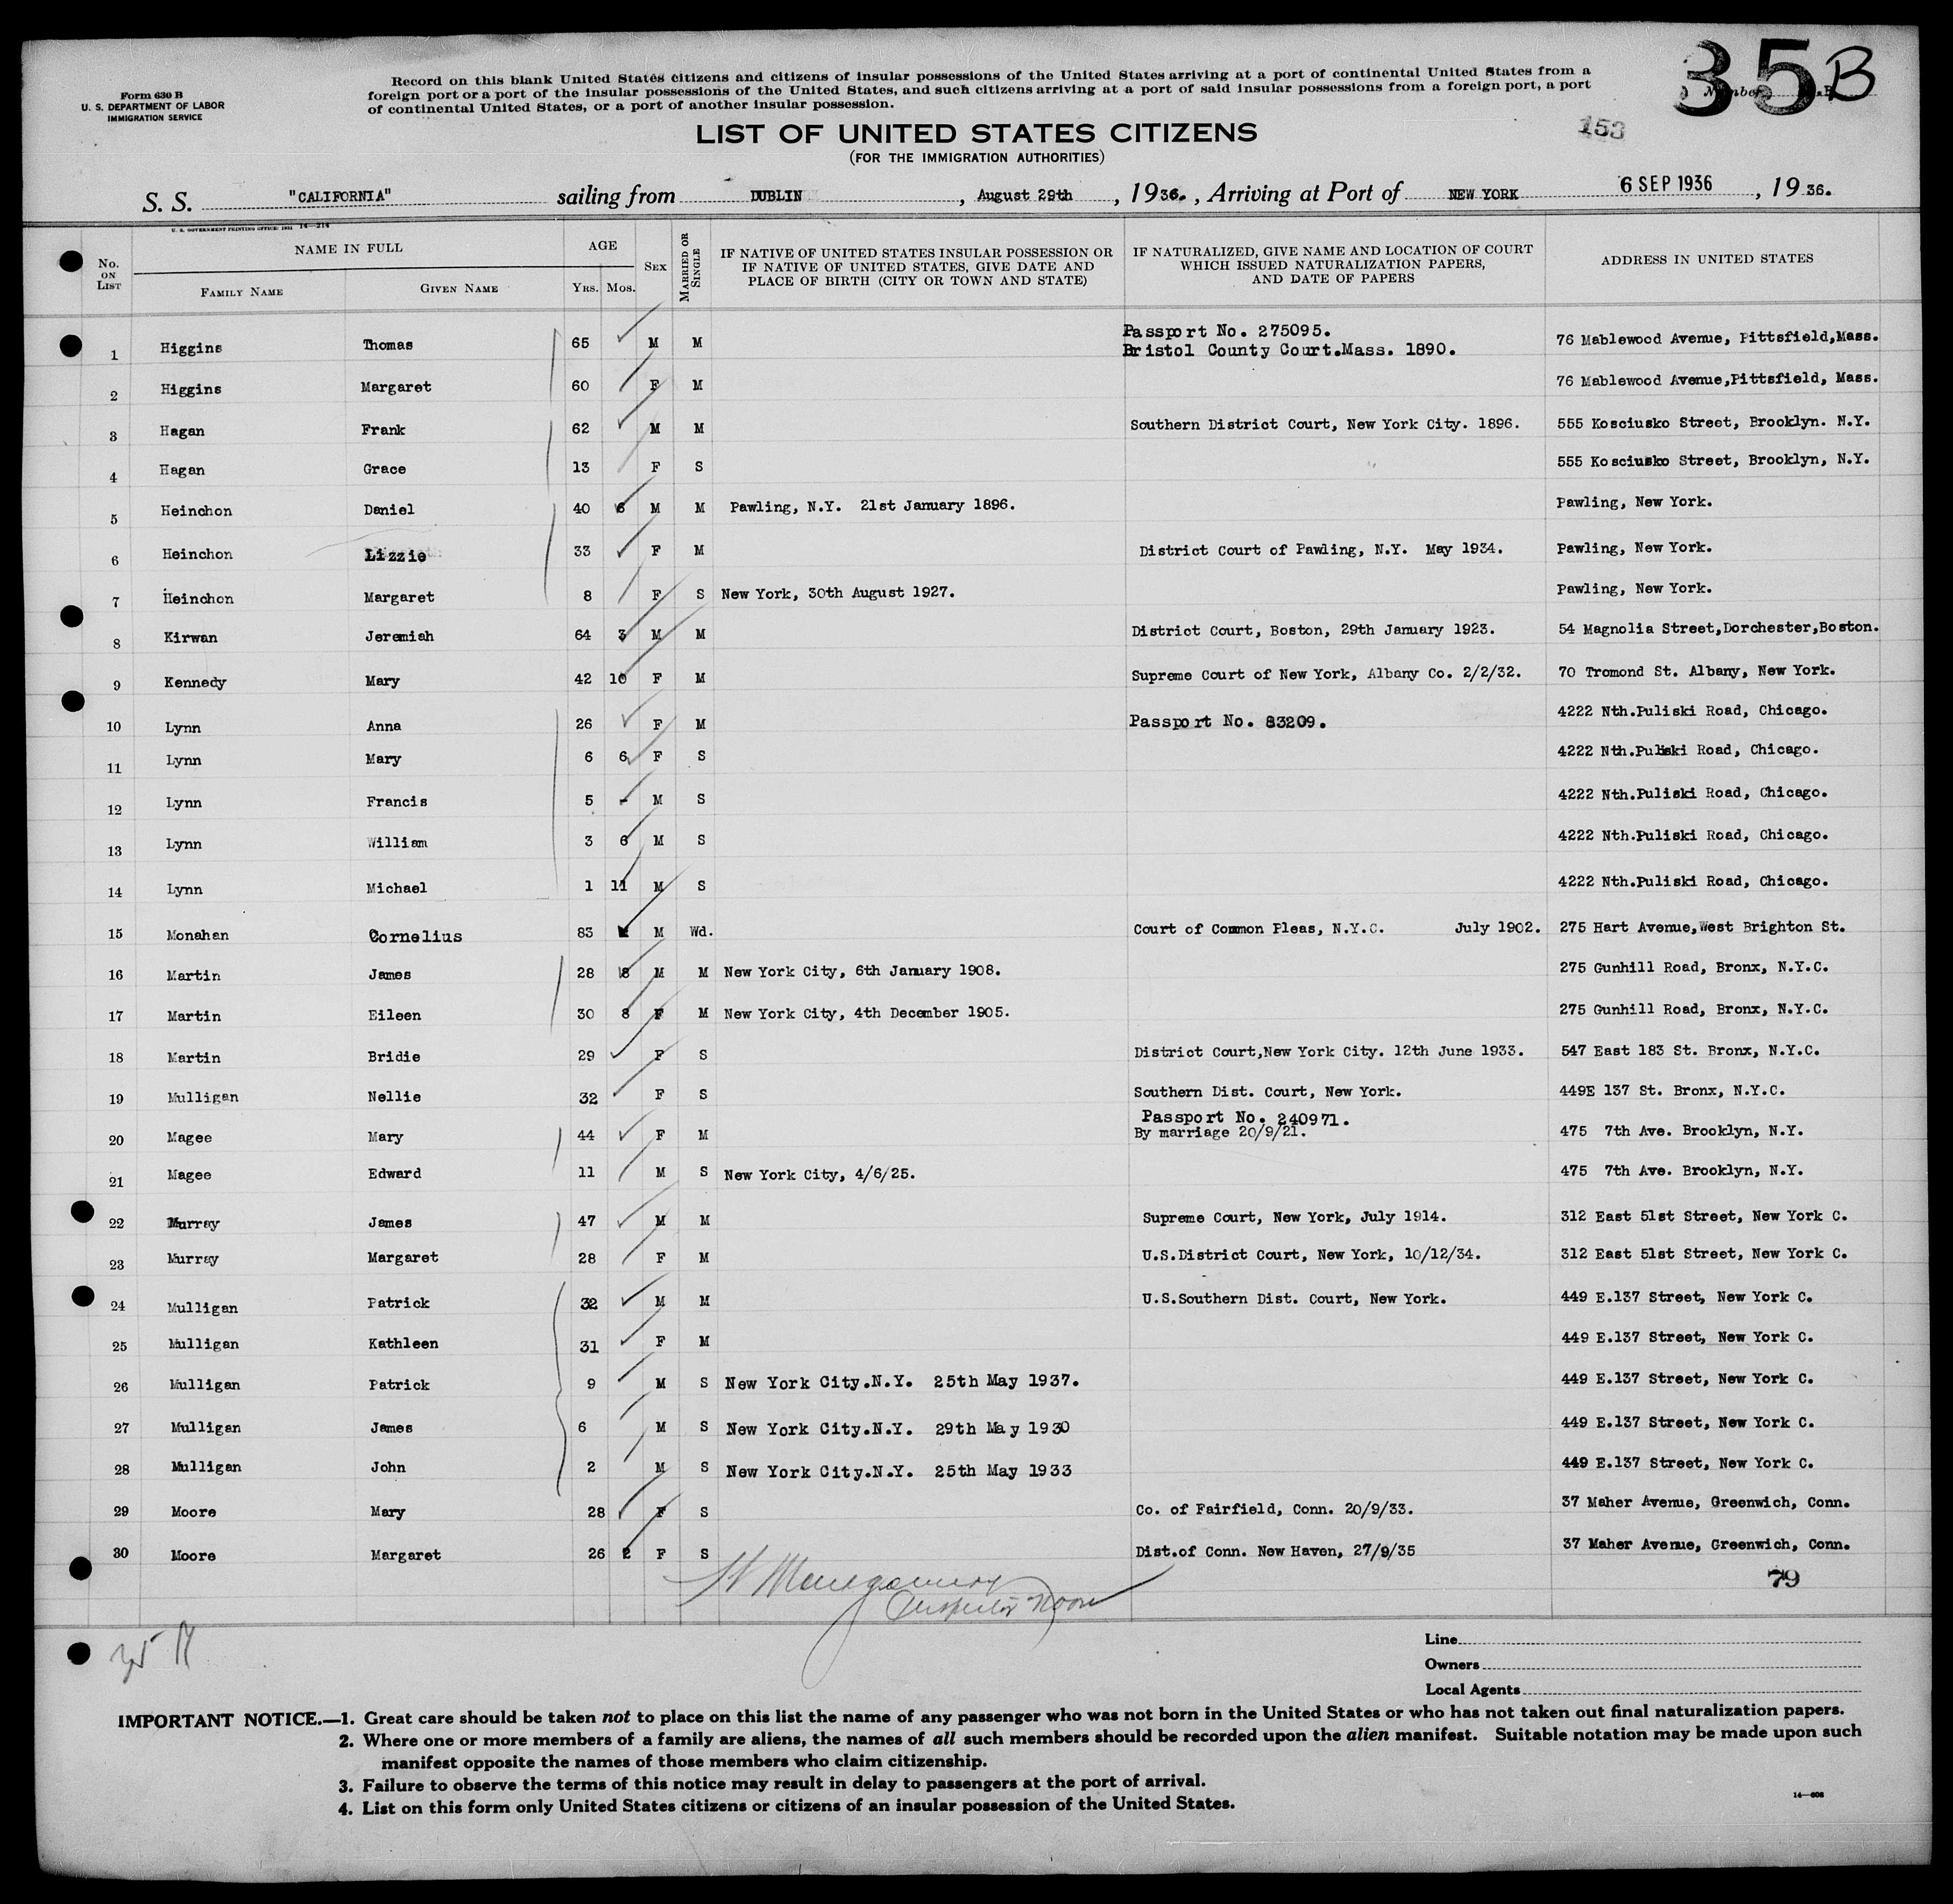 35 B
Form 630 B
U. S. DEPARTMENT OF LABOR
IMMIGRATION SERVICE
Record on this blank United States citizens and citizens of insular possessions of the United States arriving at a port of continental United States from a
foreign port or a port of the insular possessions of the United States, and such citizens arriving at a port of said insular possessions from a foreign port, a port
of continental United States, or a port of another insular possession.
Number
153
LIST OF UNITED STATES CITIZENS
(FOR THE IMMIGRATION AUTHORITIES)
S. S. "CALIFORNIA" sailing from DUBLIN, August 29th, 1936., Arriving at Port of NEW YORK 6 SEP 1936, 1936.
U. S. GOVERNMENT PRINTING OFFICE: 1931 14—214
No. ON LIST NAME IN FULL FAMILY NAME GIVEN NAME AGE YRS. MOS. SEX MARRIED OR SINGLE IF NATIVE OF UNITED STATES INSULAR POSSESSION OR IF NATIVE OF UNITED STATES, GIVE DATE AND PLACE OF BIRTH (CITY OR TOWN AND STATE) IF NATURALIZED, GIVE NAME AND LOCATION OF COURT WHICH ISSUED NATURALIZATION PAPERS, AND DATE OF PAPERS ADDRESS IN UNITED STATES
1 Higgins Thomas 65 M M Passport No. 275095. Bristol County Court.Mass. 1890. 76 Mablewood Avenue, Pittsfield,Mass.
2 Higgins Margaret 60 F M 76 Mablewood Avenue,Pittsfield, Mass.
3 Hagan Frank 62 M M Southern District Court, New York City. 1896. 555 Kosciusko Street, Brooklyn. N.Y.
4 Hagan Grace 13 F S " 555 Kosciusko Street, Brooklyn, N.Y.
5 Heinchon Daniel 40 6 M M Pawling, N.Y. 21st January 1896. Pawling, New York.
6 Heinchon Lizzie 33 F M District Court of Pawling, N.Y. May 1934. Pawling, New York.
7 Heinchon Margaret 8 F S New York, 30th August 1927. Pawling, New York.
8 Kirwan Jeremiah 64 3 M M District Court, Boston, 29th January 1923. 54 Magnolia Street,Dorchester,Boston.
9 Kennedy Mary 42 10 F M Supreme Court of New York, Albany Co. 2/2/32. 70 Tromond St. Albany, New York.
10 Lynn Anna 26 F M Passport No. 83209. 4222 Nth.Puliski Road, Chicago.
11 Lynn Mary 6 6 F S 4222 Nth.Puliski Road, Chicago.
12 Lynn Francis 5 - M S 4222 Nth.Puliski Road, Chicago.
13 Lynn William 3 6 M S 4222 Nth.Puliski Road, Chicago.
14 Lynn Michael 1 11 M S 4222 Nth.Puliski Road, Chicago.
15 Monahan Cornelius 83 M Wd. Court of Common Pleas, N.Y.C. July 1902. 275 Hart Avenue,West Brighton St.
16 Martin James 28 8 M M New York City, 6th January 1908. 275 Gunhill Road, Bronx, N.Y.C.
17 Martin Eileen 30 8 F M New York City, 4th December 1905. 275 Gunhill Road, Bronx, N.Y.C.
18 Martin Bridie 29 F S District Court,New York City. 12th June 1933. 547 East 183 St. Bronx, N.Y.C.
19 Mulligan Nellie 32 F S Southern Dist. Court, New York. 449E 137 St. Bronx, N.Y.C.
20 Magee Mary 44 F M Passport No. 240971. By marriage 20/9/21. 475 7th Ave. Brooklyn, N.Y.
21 Magee Edward 11 M S New York City, 4/6/25. 475 7th Ave. Brooklyn, N.Y.
22 Murray James 47 M M Supreme Court, New York, July 1914. 312 East 51st Street, New York C.
23 Murray Margaret 28 F M U.S.District Court, New York, 10/12/34. 312 East 51st Street, New York C.
24 Mulligan Patrick 32 M M U.S.Southern Dist. Court, New York. 449 E.137 Street, New York C.
25 Mulligan Kathleen 31 F M 449 E.137 Street, New York C.
26 Mulligan Patrick 9 M S New York City.N.Y. 25th May 1937. 449 E.137 Street, New York C.
27 Mulligan James 6 M S New York City.N.Y. 29th May 1930 449 E.137 Street, New York C.
28 Mulligan John 2 M S New York City.N.Y. 25th May 1933 449 E.137 Street, New York C.
29 Moore Mary 28 F S Co. of Fairfield, Conn. 20/9/33. 37 Maher Avenue, Greenwich, Conn.
30 Moore Margaret 26 2 F S Dist.of Conn. New Haven, 27/9/35 37 Maher Avenue, Greenwich, Conn.
Montgomery
79
Inspector
Line
Owners
Local Agents
IMPORTANT NOTICE.—1. Great care should be taken not to place on this list the name of any passenger who was not born in the United States or who has not taken out final naturalization papers.
2. Where one or more members of a family are aliens, the names of all such members should be recorded upon the alien manifest. Suitable notation may be made upon such
manifest opposite the names of those members who claim citizenship.
3. Failure to observe the terms of this notice may result in delay to passengers at the port of arrival.
4. List on this form only United States citizens or citizens of an insular possession of the United States.
14—608